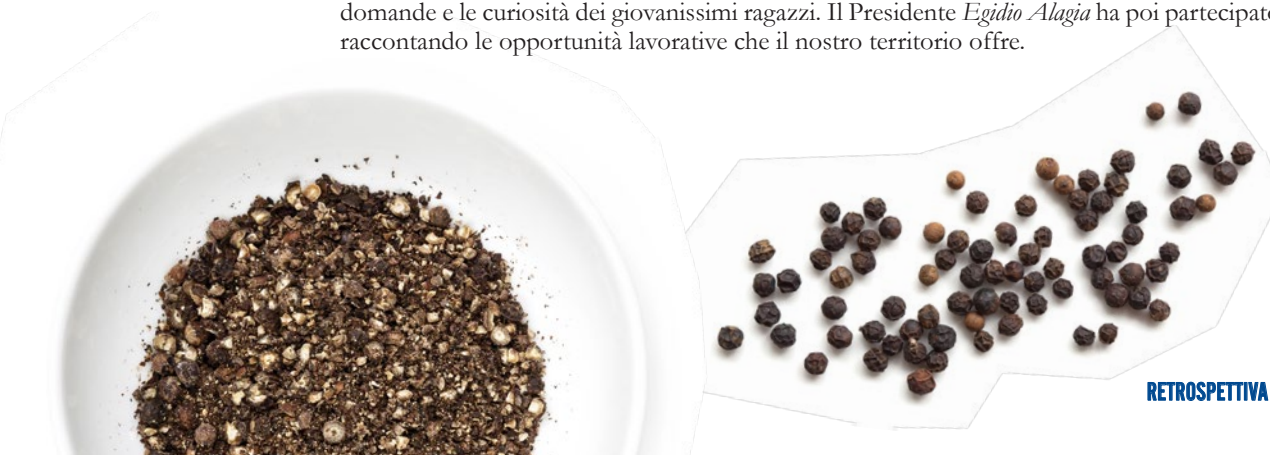 domande e le curiosità dei giovanissimi ragazzi. Il Presidente Egidio Alagia ha poi partecipato
raccontando le opportunità lavorative che il nostro territorio offre.
RETROSPETTIVA